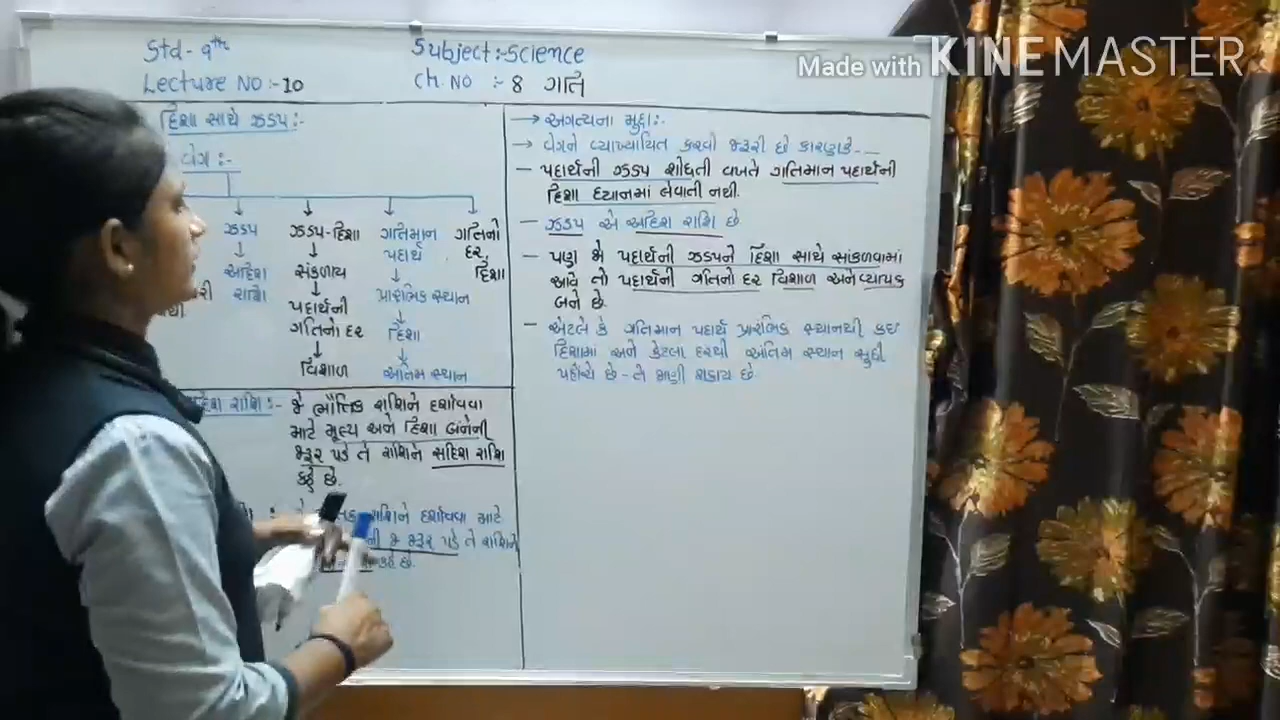 Std- 9th
Subject:-Science
Lecture NO :-10
Ch. NO :- 8 ગતિ
Made with KINEMASTER
દિશા સાથે ઝડપ:-
વેગ:-
ઝડપ
↓
અદિશ
રાશિ
ઝડપ-દિશા
↓
સંકળાય
↓
પદાર્થની
ગતિનો દર
↓
વિશાળ
ગતિમાન
પદાર્થ
↓
પ્રારંભિક સ્થાન
↓
દિશા
↓
અંતિમ સ્થાન
ગતિનો
દર,
દિશા
રાશિ:- જે ભૌતિક રાશિને દર્શાવવા
માટે મૂલ્ય અને દિશા બંનેની
જરૂર પડે તે રાશિને સદિશ રાશિ
કહે છે.
રાશિને દર્શાવવા માટે
ની જ જરૂર પડે તે રાશિને
કહે છે.
→ અગત્યના મુદ્દા:-
→ વેગને વ્યાખ્યાયિત કરવો જરૂરી છે કારણકે---
- પદાર્થની ઝડપ શોધતી વખતે ગતિમાન પદાર્થની
દિશા ધ્યાનમાં લેવાતી નથી.
- ઝડપ એ અદિશ રાશિ છે.
- પણ જો પદાર્થની ઝડપને દિશા સાથે સાંકળવામાં
આવે તો પદાર્થની ગતિનો દર વિશાળ અને વ્યાપક
બને છે.
- એટલે કે ગતિમાન પદાર્થ પ્રારંભિક સ્થાનથી કઇ
દિશામાં અને કેટલા દરથી અંતિમ સ્થાન સુધી
પહોંચે છે - તે જાણી શકાય છે.